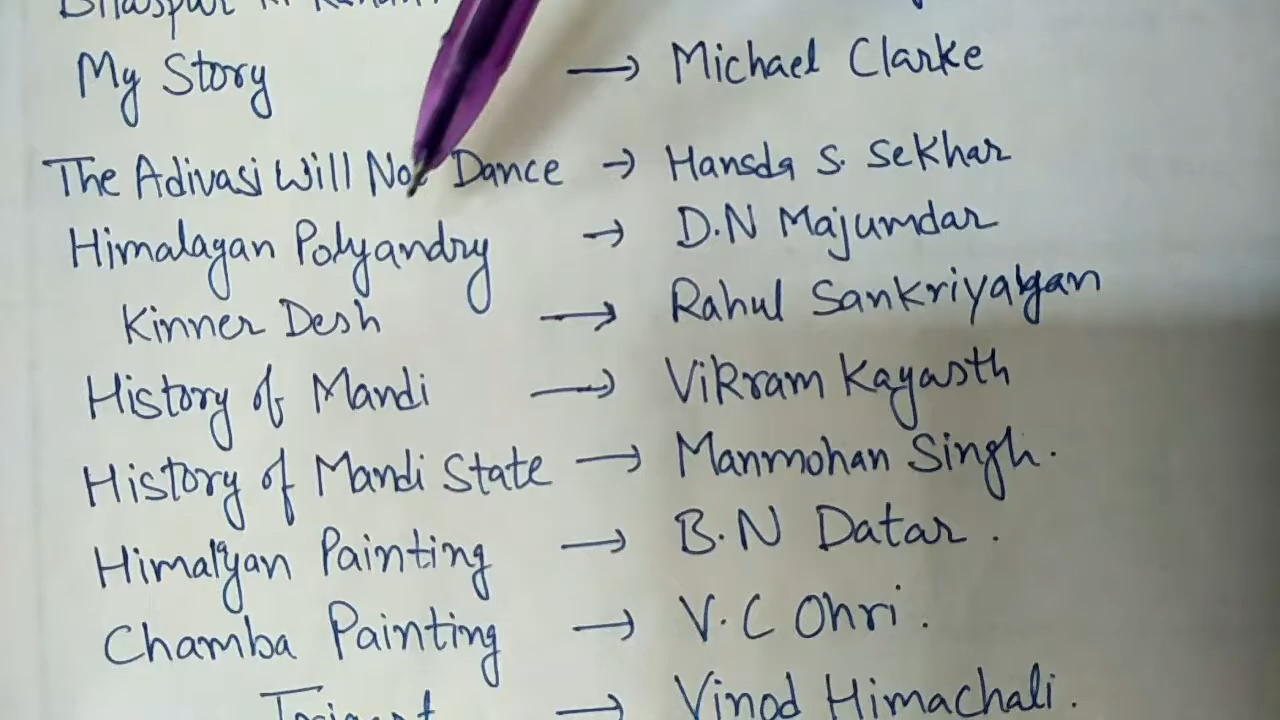 My Story → Michael Clarke
The Adivasi Will Not Dance → Hansda S. Sekhar
Himalayan Polyandry → D.N Majumdar
Kinner Desh → Rahul Sankriyatyan
History of Mandi → Vikram Kayasth
History of Mandi State → Manmohan Singh.
Himalyan Painting → B.N Datar.
Chamba Painting → V.C Ohri.
→ Vinod Himachali.